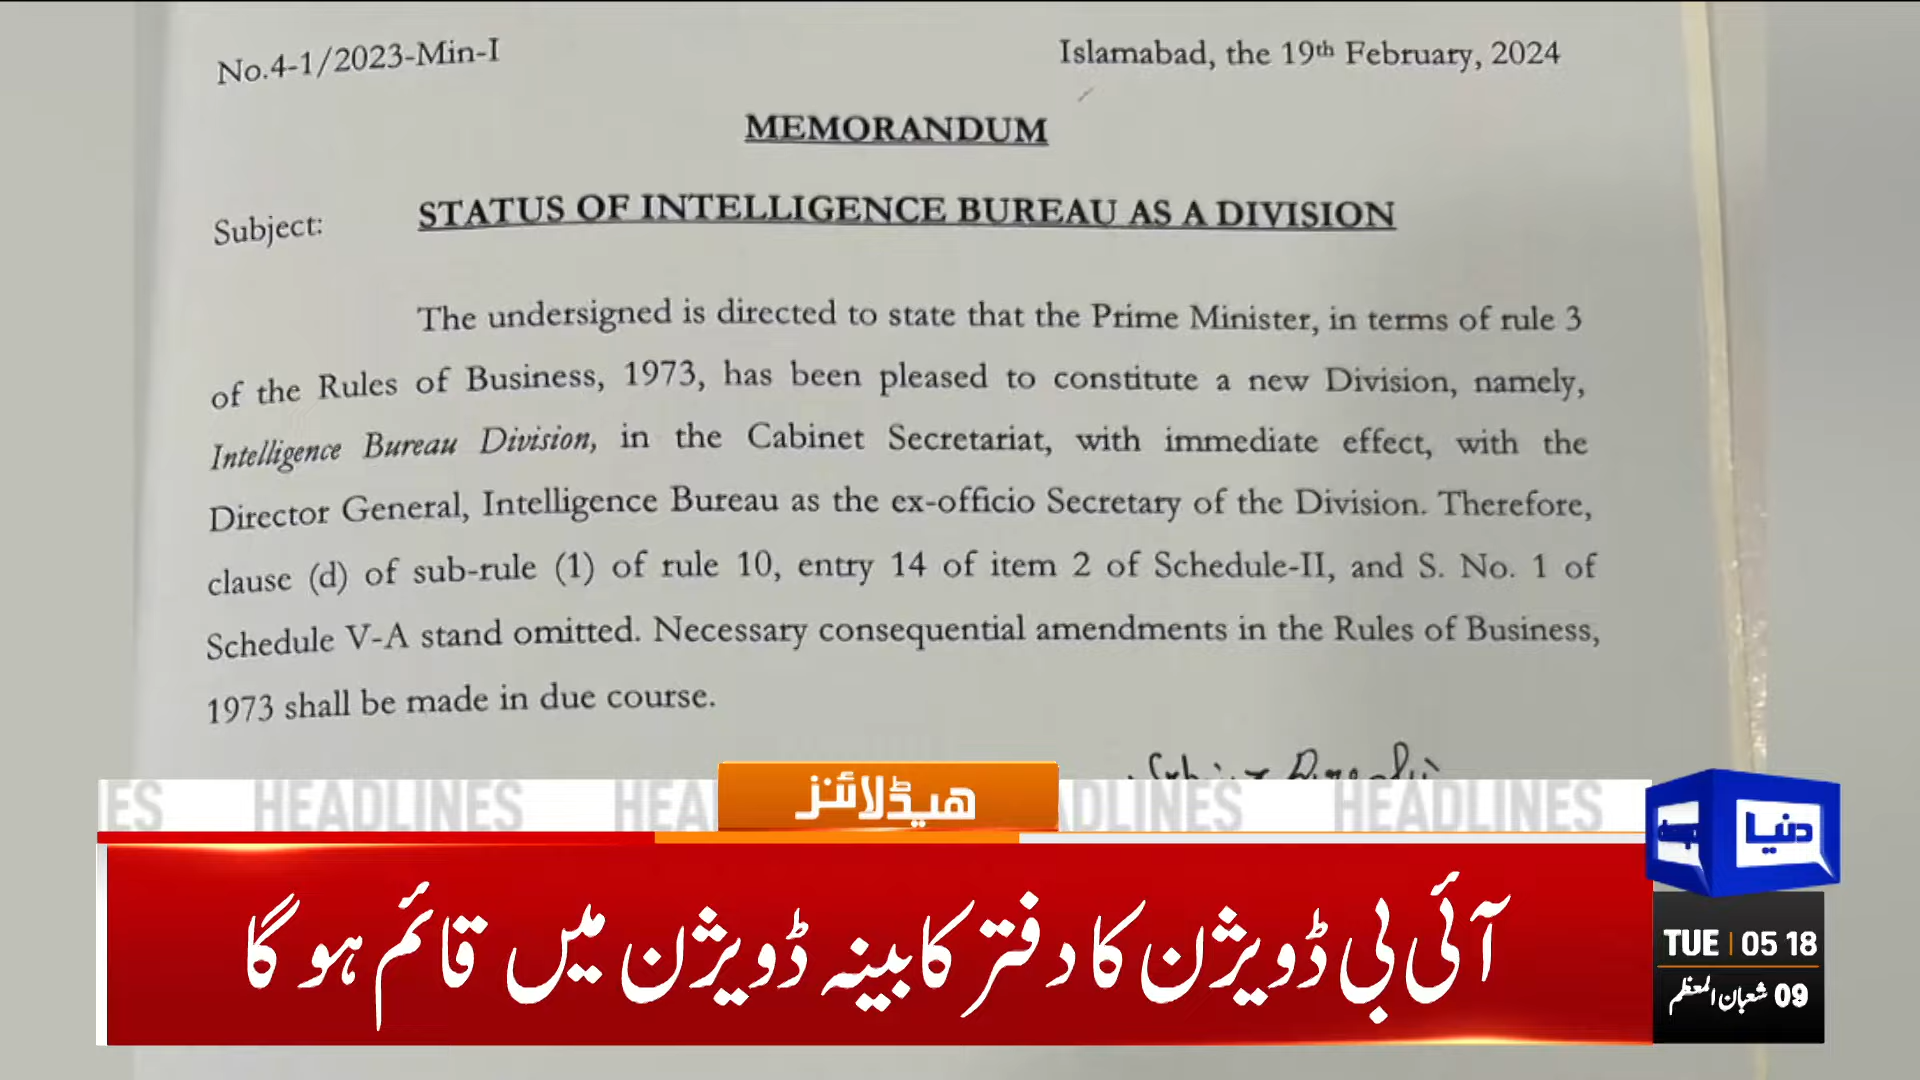 No.4-1/2023-Min-I
Islamabad, the 19th February, 2024
MEMORANDUM
Subject: STATUS OF INTELLIGENCE BUREAU AS A DIVISION
The undersigned is directed to state that the Prime Minister, in terms of rule 3
of the Rules of Business, 1973, has been pleased to constitute a new Division, namely,
Intelligence Bureau Division, in the Cabinet Secretariat, with immediate effect, with the
Director General, Intelligence Bureau as the ex-officio Secretary of the Division. Therefore,
clause (d) of sub-rule (1) of rule 10, entry 14 of item 2 of Schedule-II, and S. No. 1 of
Schedule V-A stand omitted. Necessary consequential amendments in the Rules of Business,
1973 shall be made in due course.
ES HEADLINES HEA DLINES HEADLINES
ہیڈلائنز
دنیا
آئی بی ڈویژن کا دفتر کابینہ ڈویژن میں قائم ہو گا
TUE | 05 18
09 شعبان المعظم